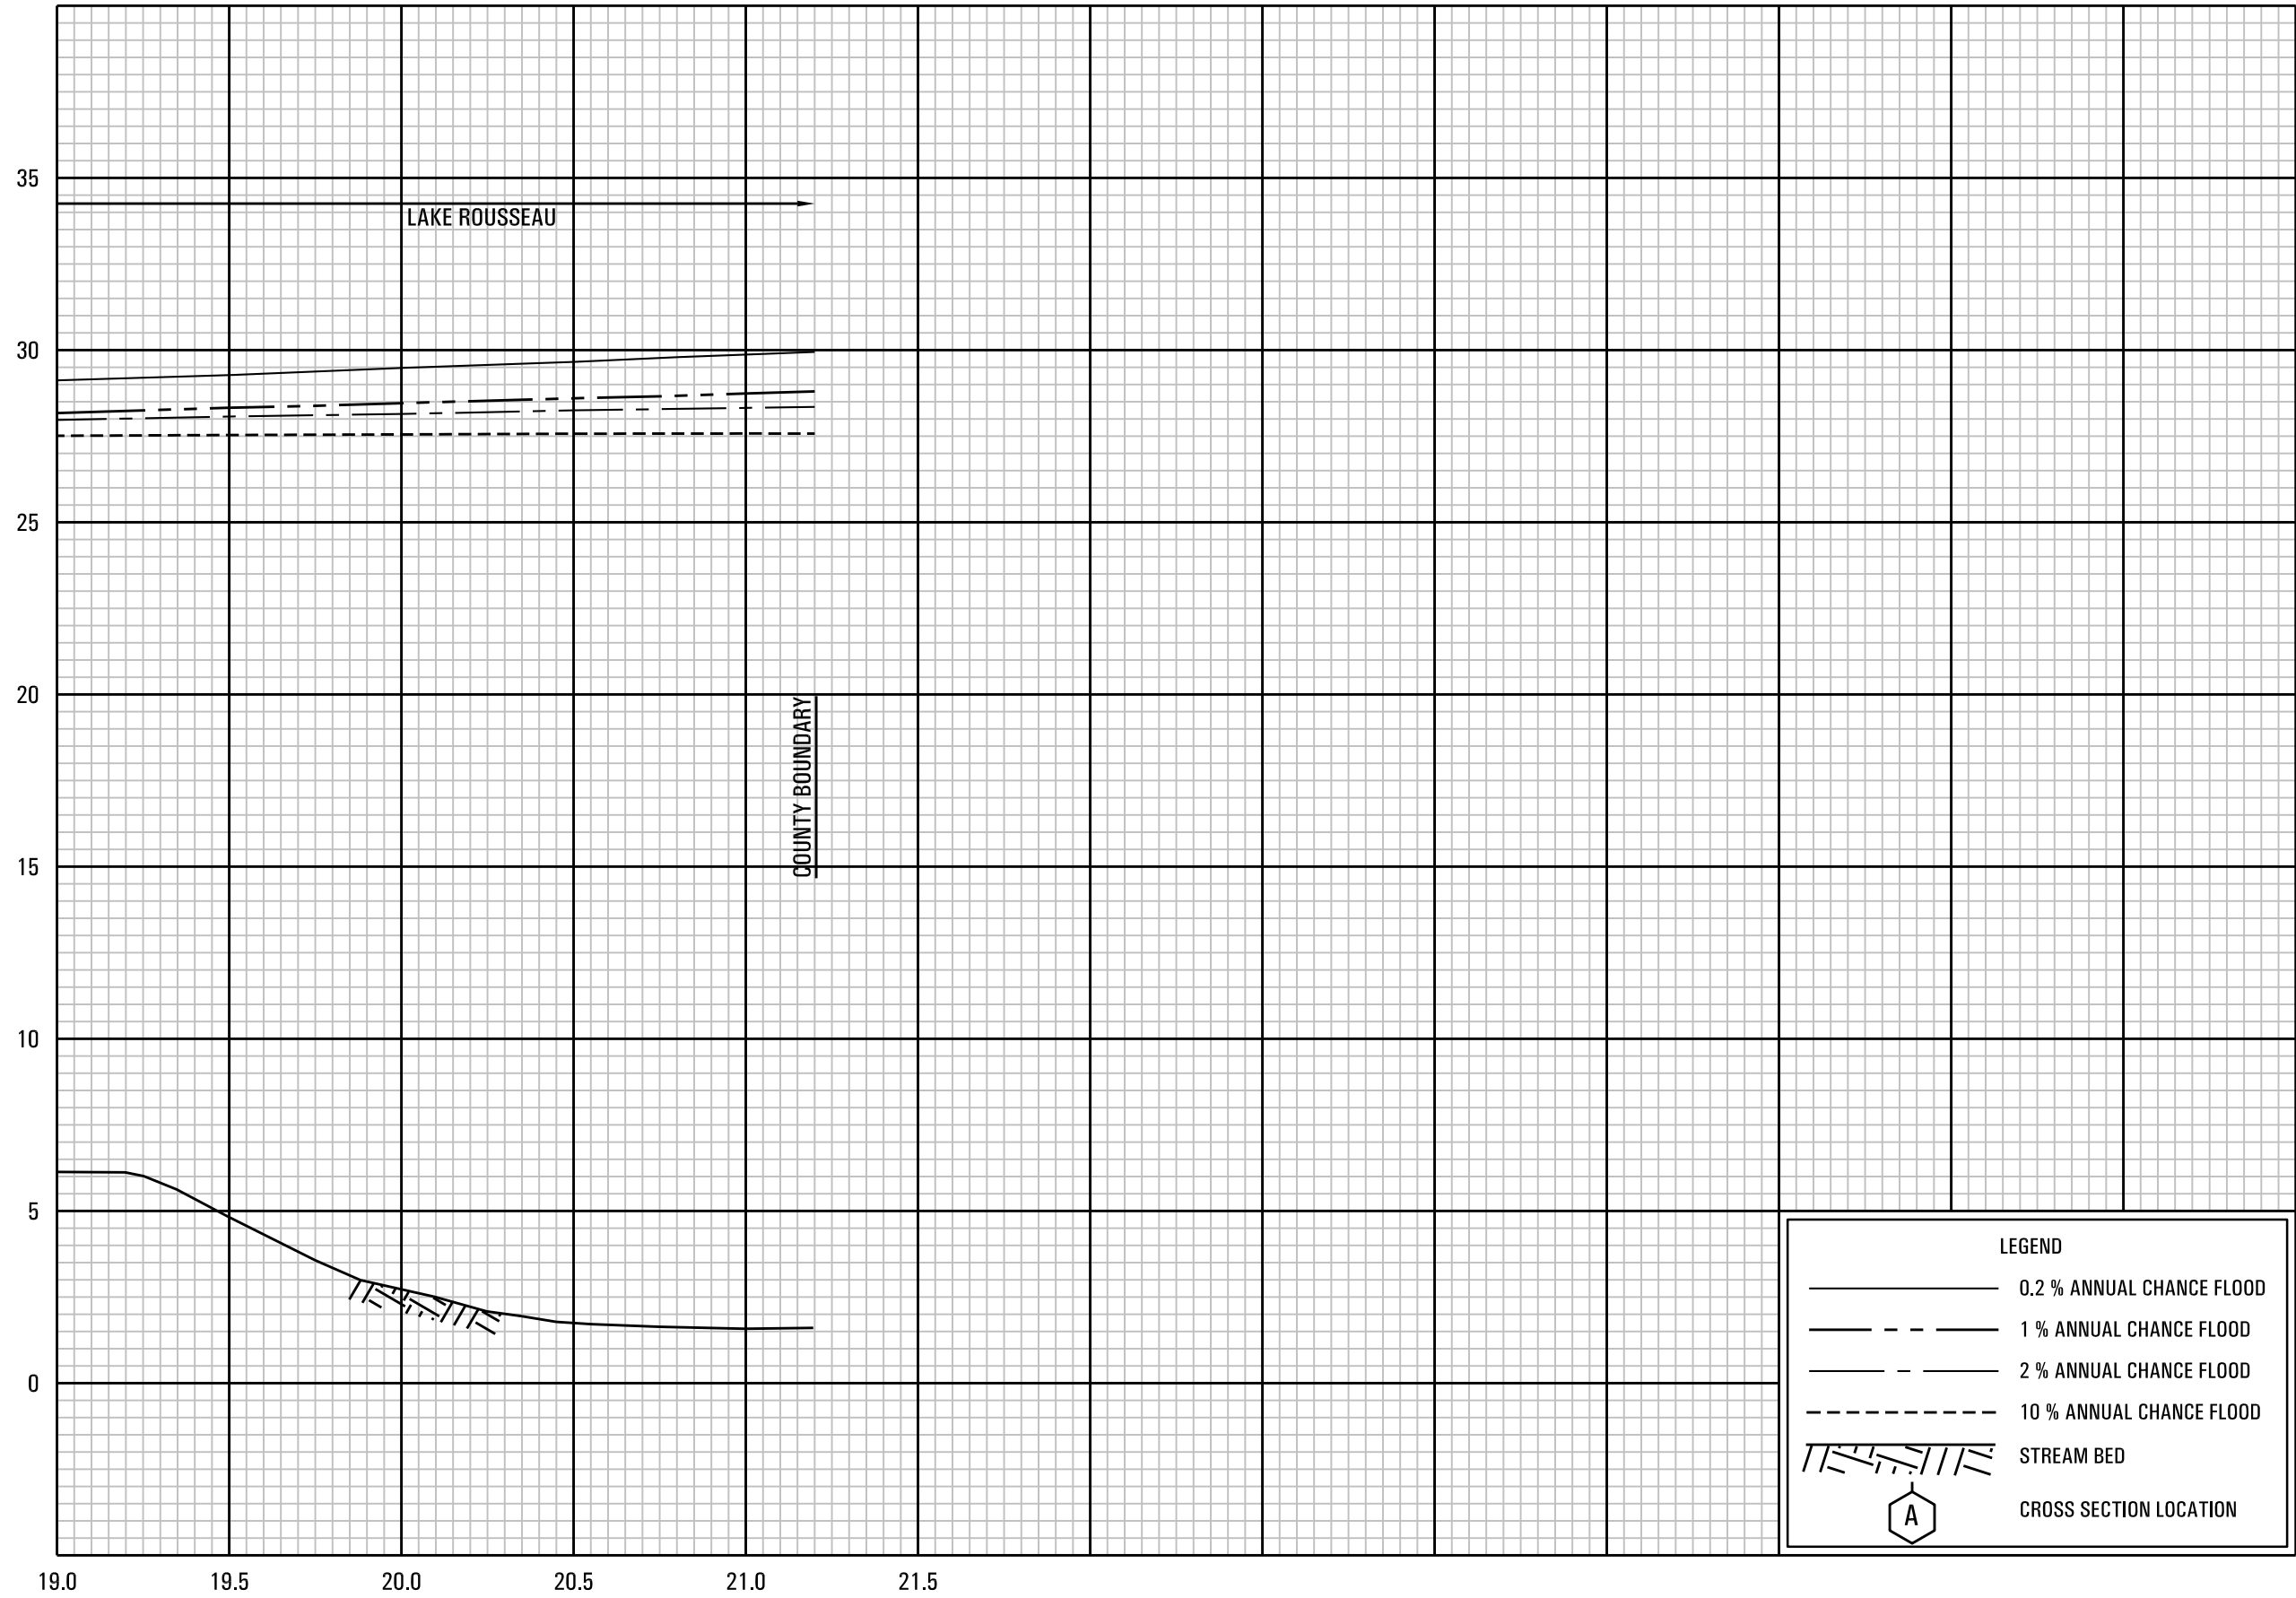 35
LAKE ROUSSEAU
30
25
20
COUNTY BOUNDARY
15
10
5
0
LEGEND
0.2 % ANNUAL CHANCE FLOOD
1 % ANNUAL CHANCE FLOOD
2 % ANNUAL CHANCE FLOOD
10 % ANNUAL CHANCE FLOOD
STREAM BED
A CROSS SECTION LOCATION
19.0 19.5 20.0 20.5 21.0 21.5